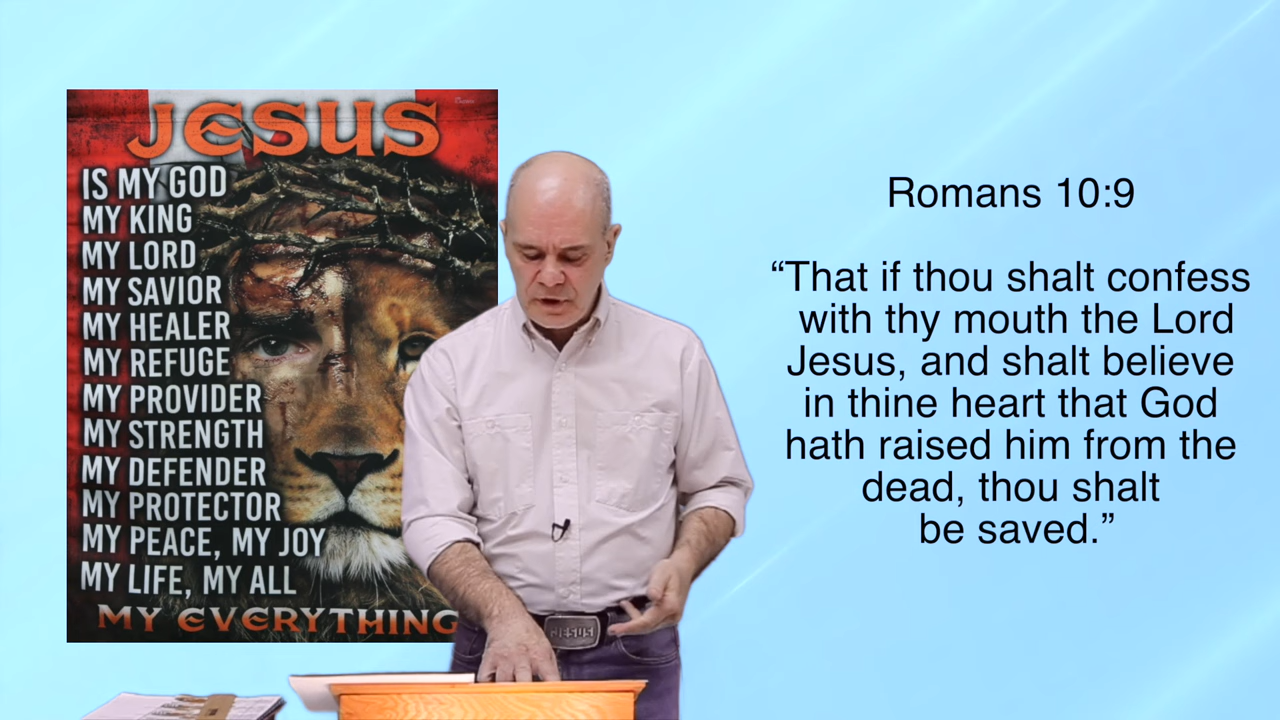 JESUS
IS MY GOD
MY KING
MY LORD
MY SAVIOR
MY HEALER
MY REFUGE
MY PROVIDER
MY STRENGTH
MY DEFENDER
MY PROTECTOR
MY PEACE, MY JOY
MY LIFE, MY ALL
MY EVERYTHING
JESUS
Romans 10:9
“That if thou shalt confess
with thy mouth the Lord
Jesus, and shalt believe
in thine heart that God
hath raised him from the
dead, thou shalt
be saved.”